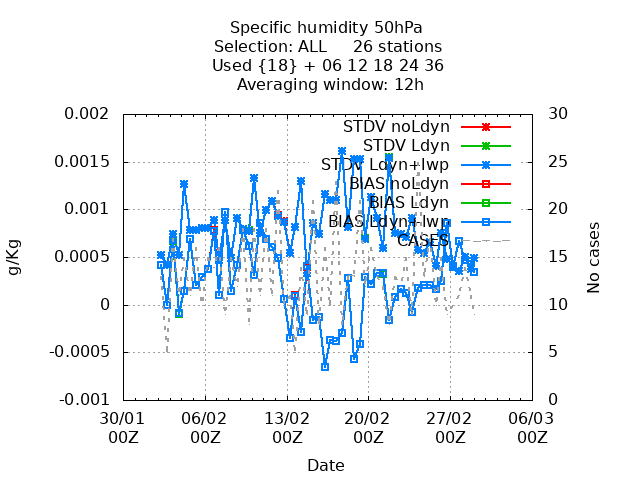 Specific humidity 50hPa
Selection: ALL 26 stations
Used {18} + 06 12 18 24 36
Averaging window: 12h
0.002
0.0015
0.001
0.0005
0
-0.0005
-0.001
g/Kg
30
25
20
15
10
5
0
No cases
STDV noLdyn
STDV Ldyn
STDV Ldyn+lwp
BIAS noLdyn
BIAS Ldyn
BIAS Ldyn+lwp
CASES
30/01 06/02 13/02 20/02 27/02 06/03
00Z 00Z 00Z 00Z 00Z 00Z
Date